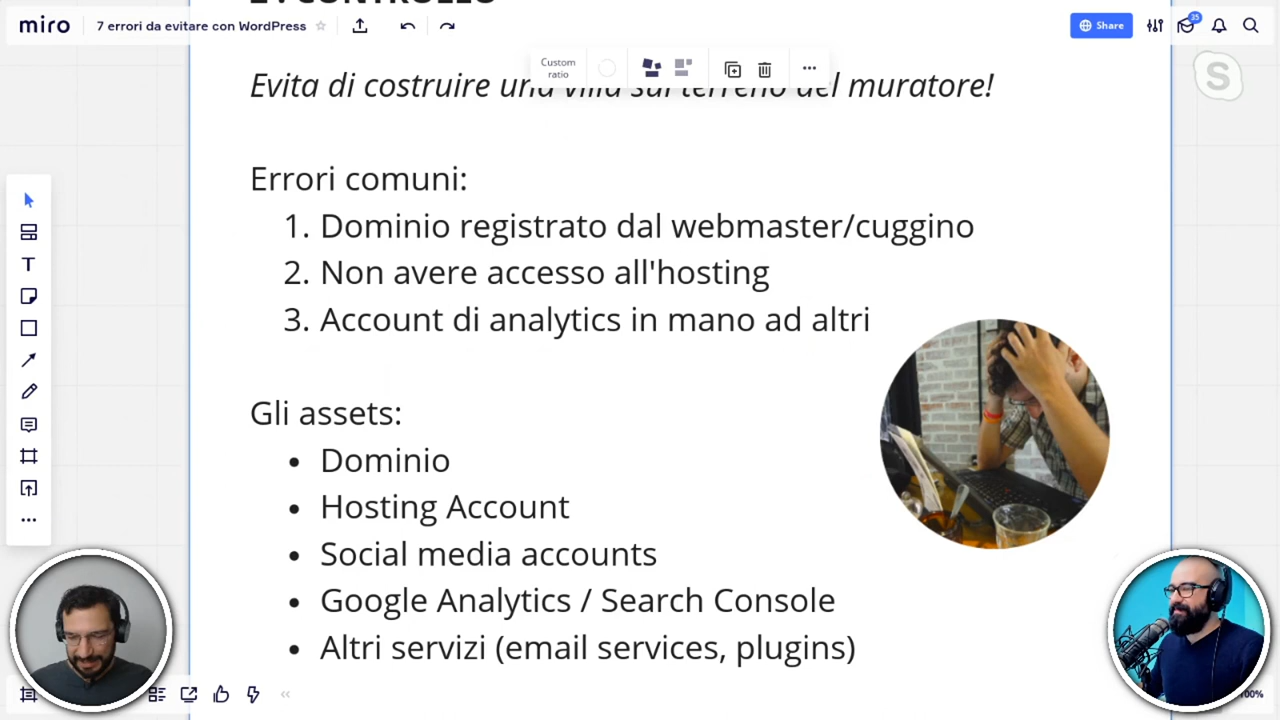 miro
7 errori da evitare con WordPress
Share
35
Custom
ratio
Evita di costruire una villa sul terreno del muratore!
S
Errori comuni:
1. Dominio registrato dal webmaster/cuggino
2. Non avere accesso all'hosting
3. Account di analytics in mano ad altri
Gli assets:
• Dominio
• Hosting Account
• Social media accounts
• Google Analytics / Search Console
• Altri servizi (email services, plugins)